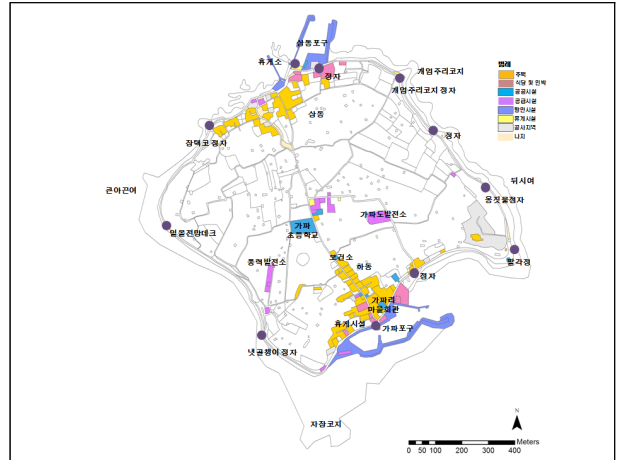 상동포구
휴게소
정자
개엄주리코지
개엄주리코지 정자
상동
정자
장택코 정자
뒤시여
큰아끈여
올짓물정자
가파도발전소
가파
초등학교
밑몰전망데크
팔각정
보건소
풍력발전소
하동
정자
가파리
마을회관
휴게시설
가파포구
냇골챙이 정자
자장코지
범례
주택
식당 및 민박
공공시설
공급시설
항만시설
휴게시설
공사지역
나지
N
0 50 100 200 300 400
Meters